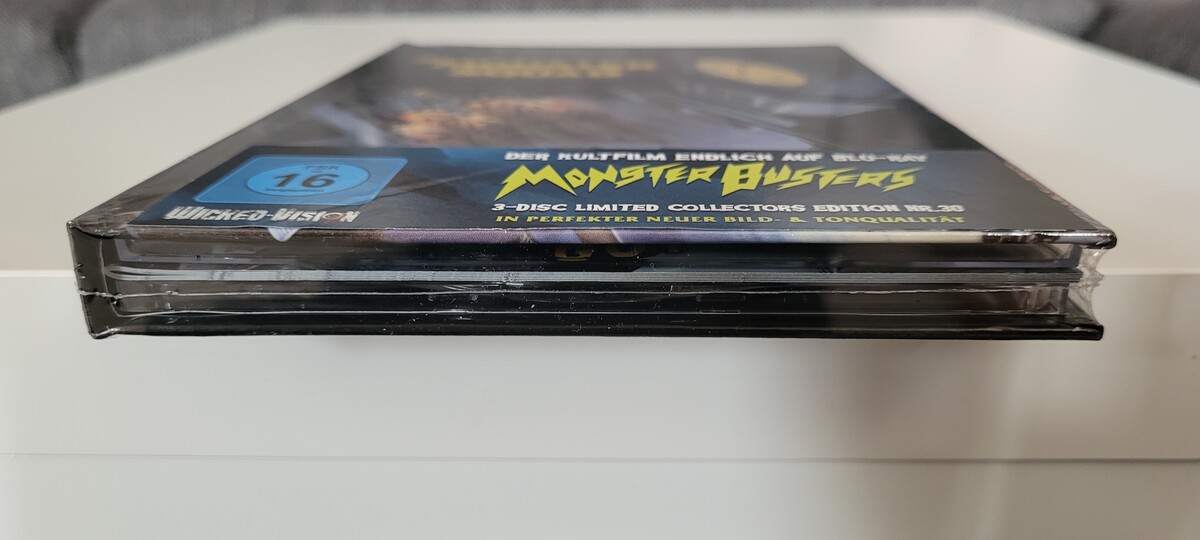 DER KULTFILM ENDLICH AUF BLU-RAY
FSK
16
MONSTER BUSTERS
3-DISC LIMITED COLLECTORS EDITION NR.30
WICKED-VISION
IN PERFEKTER NEUER BILD- & TONQUALITÄT